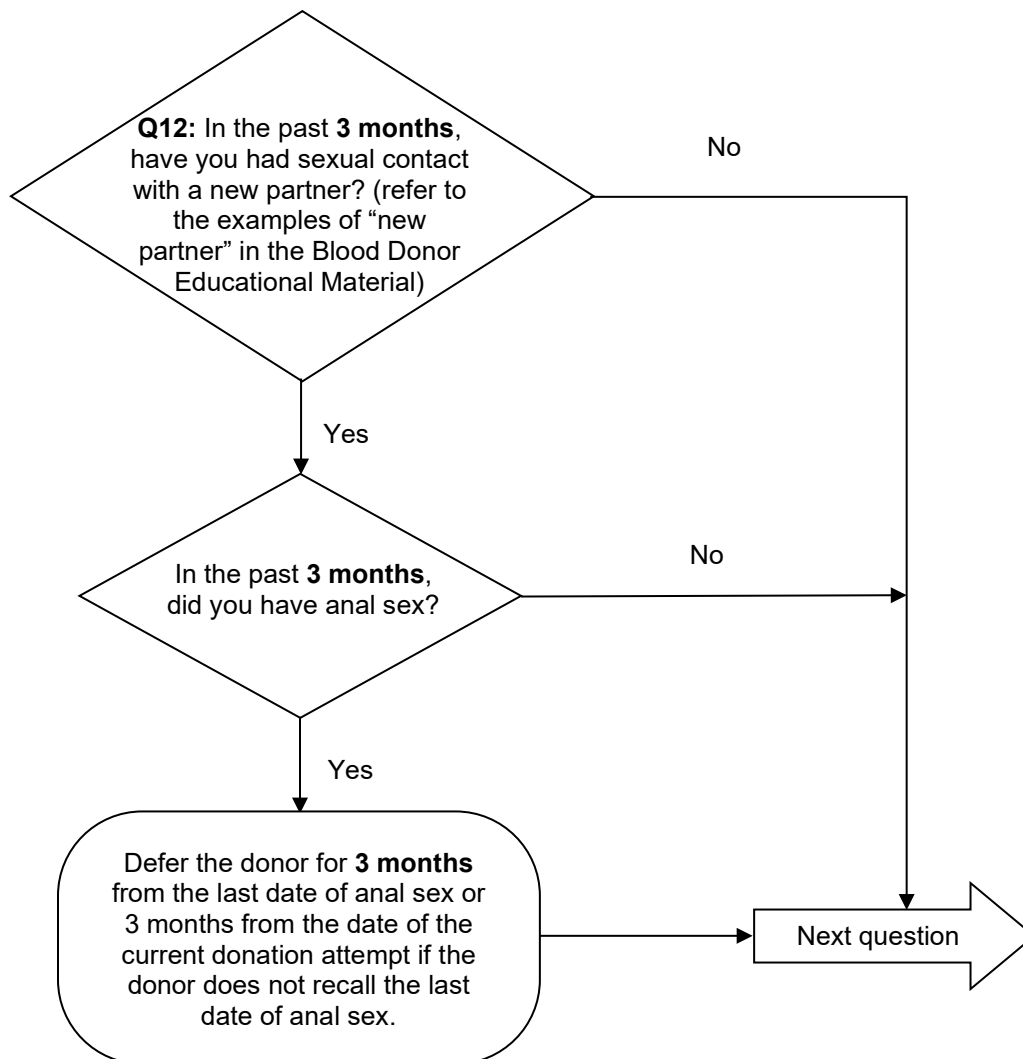 Q12: In the past 3 months,
have you had sexual contact
with a new partner? (refer to
the examples of “new
partner” in the Blood Donor
Educational Material)
No
Yes
In the past 3 months,
did you have anal sex?
No
Yes
Defer the donor for 3 months
from the last date of anal sex or
3 months from the date of the
current donation attempt if the
donor does not recall the last
date of anal sex.
Next question